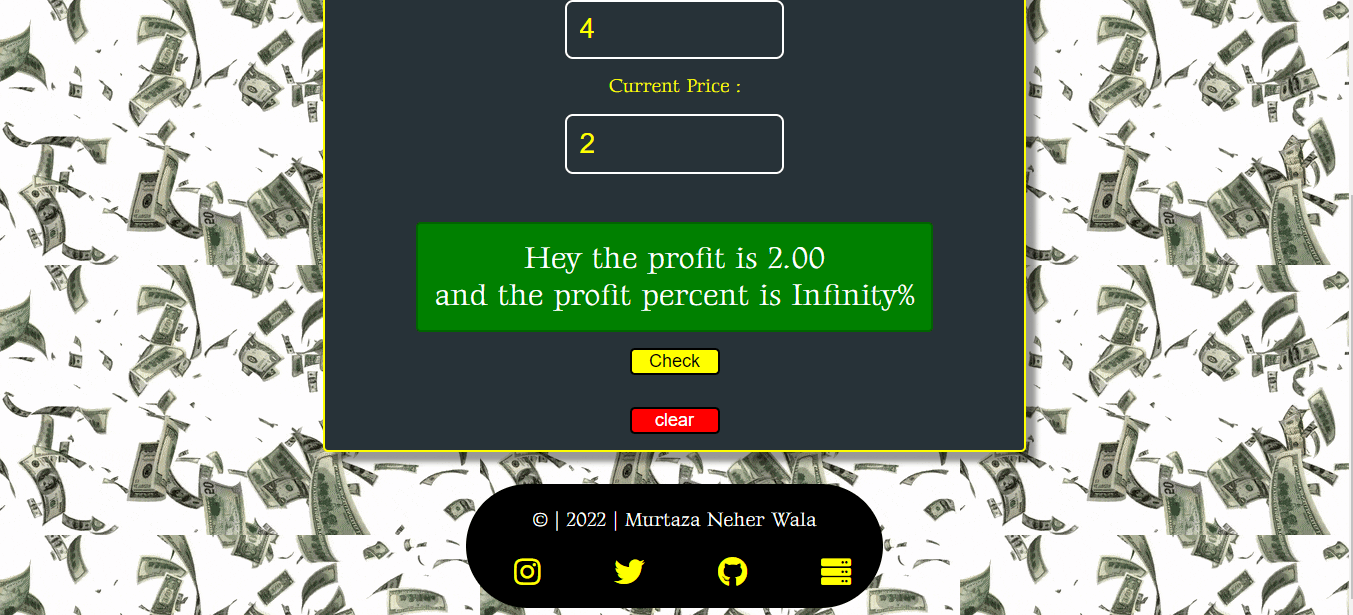 4
Current Price :
2
Hey the profit is 2.00
and the profit percent is Infinity%
Check
clear
© | 2022 | Murtaza Neher Wala